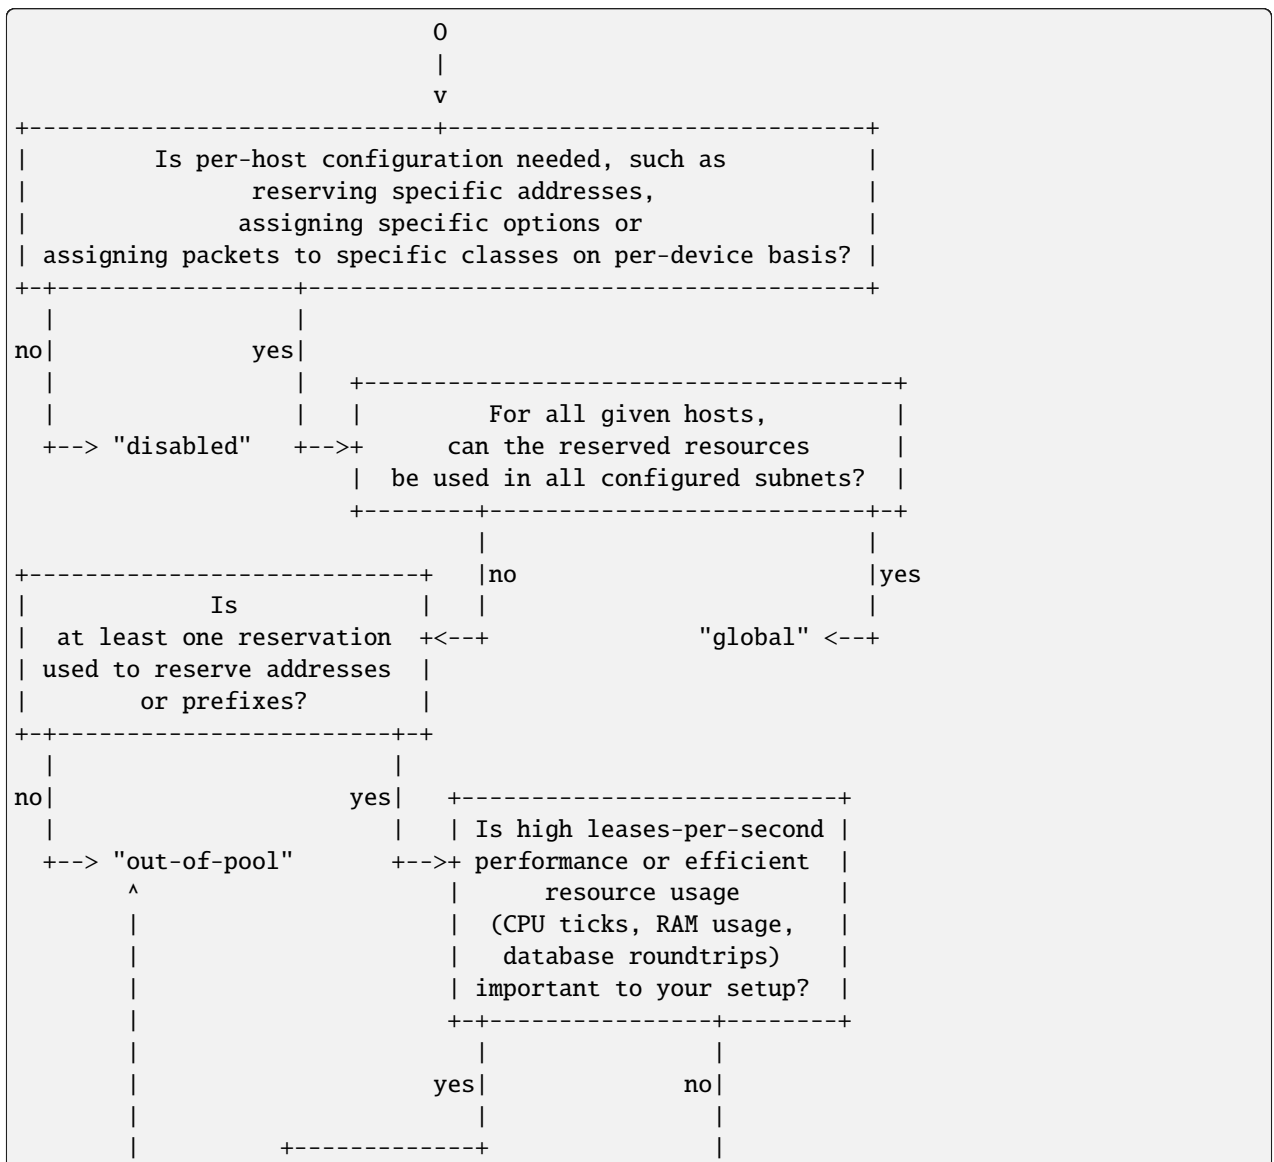 O
                                   |
                                   v
+-----------------------------+------------------------------+
|          Is per-host configuration needed, such as          |
|                reserving specific addresses,                |
|               assigning specific options or                |
| assigning packets to specific classes on per-device basis? |
+-+-----------------+----------------------------------------+
  |                 |
no|              yes|
  |                 |   +--------------------------------------+
  |                 |   |         For all given hosts,         |
  +--> "disabled"   +-->+      can the reserved resources      |
                        |  be used in all configured subnets?  |
                        +--------+---------------------------+-+
                                 |                           |
+----------------------------+   |no                         |yes
|             Is             |   |                           |
|  at least one reservation  +<--+               "global" <--+
| used to reserve addresses  |
|        or prefixes?        |
+-+------------------------+-+
  |                        |
no|                     yes|   +---------------------------+
  |                        |   | Is high leases-per-second |
  +--> "out-of-pool"       +-->+ performance or efficient  |
        ^                      |      resource usage       |
        |                      |  (CPU ticks, RAM usage,   |
        |                      |   database roundtrips)    |
        |                      | important to your setup?  |
        |                      +-+----------------+--------+
        |                        |                |
        |                     yes|              no|
        |                        |                |
        |          +-------------+                |